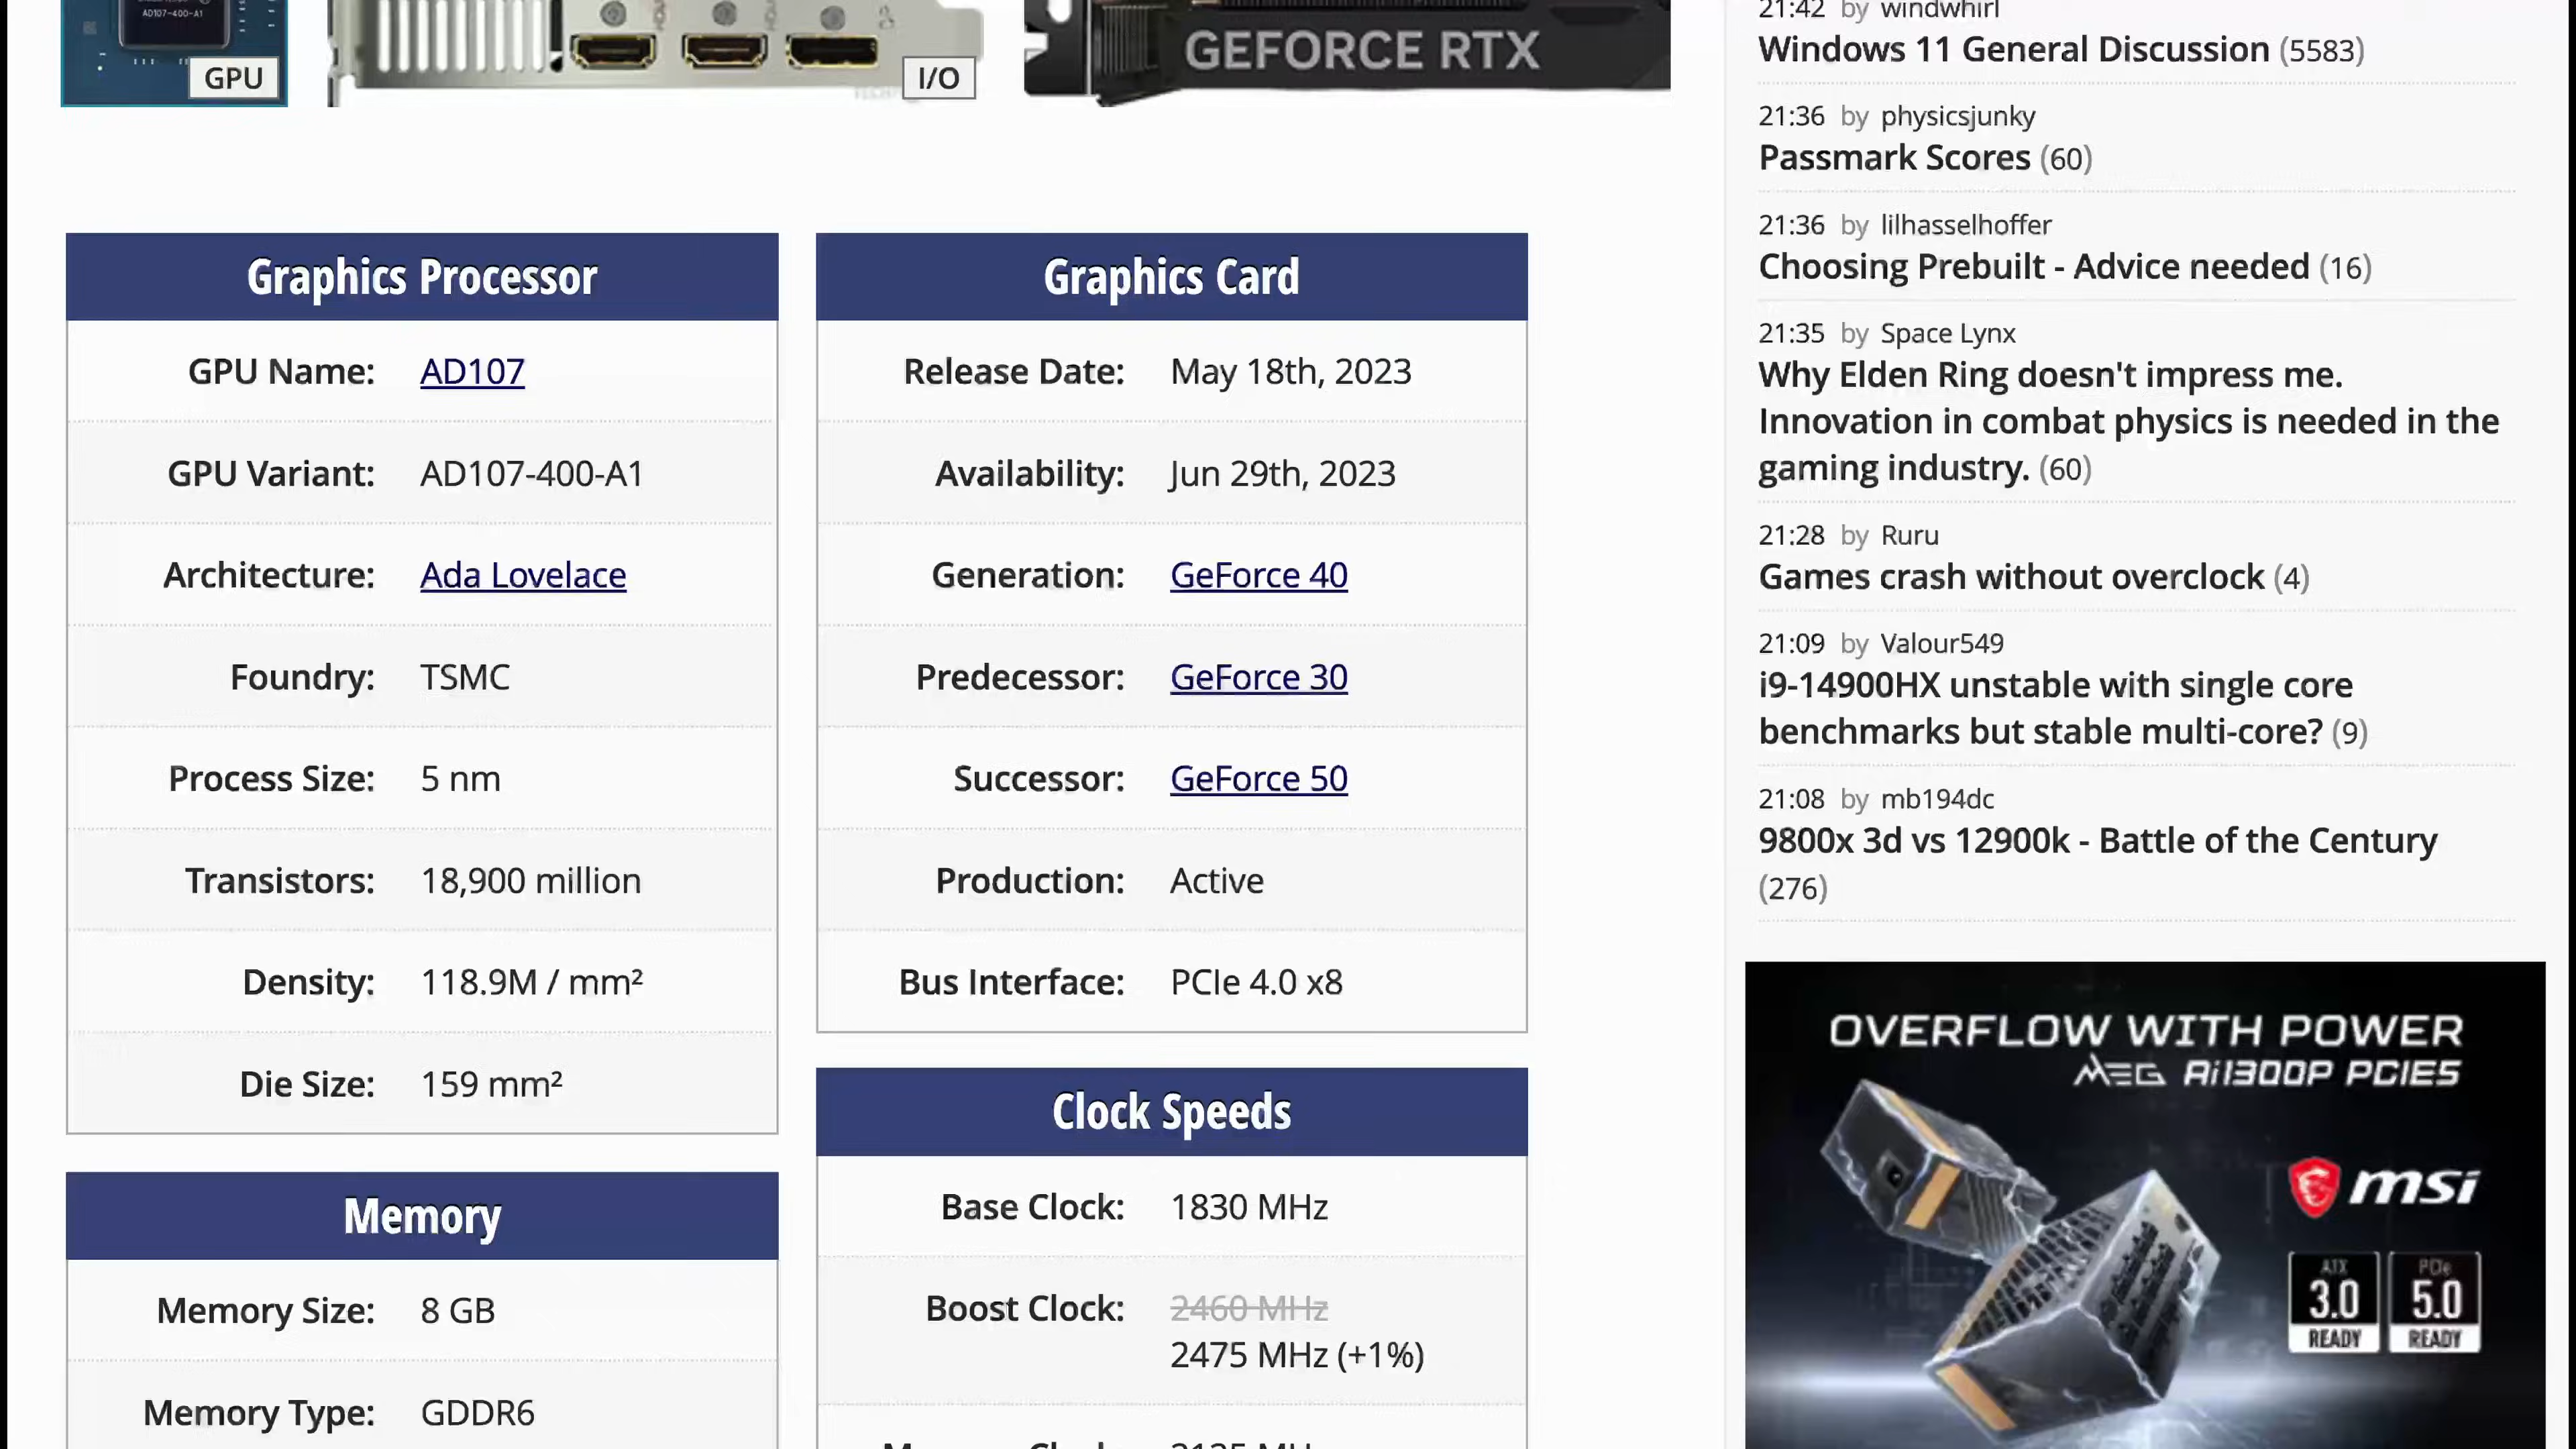 AD107-400-A1
GPU
I/O
GEFORCE RTX
Graphics Processor
GPU Name: AD107
GPU Variant: AD107-400-A1
Architecture: Ada Lovelace
Foundry: TSMC
Process Size: 5 nm
Transistors: 18,900 million
Density: 118.9M / mm²
Die Size: 159 mm²
Memory
Memory Size: 8 GB
Memory Type: GDDR6
Graphics Card
Release Date: May 18th, 2023
Availability: Jun 29th, 2023
Generation: GeForce 40
Predecessor: GeForce 30
Successor: GeForce 50
Production: Active
Bus Interface: PCIe 4.0 x8
Clock Speeds
Base Clock: 1830 MHz
Boost Clock: 2460 MHz
2475 MHz (+1%)
21:42 by windwhirl
Windows 11 General Discussion (5583)
21:36 by physicsjunky
Passmark Scores (60)
21:36 by lilhasselhoffer
Choosing Prebuilt - Advice needed (16)
21:35 by Space Lynx
Why Elden Ring doesn't impress me.
Innovation in combat physics is needed in the
gaming industry. (60)
21:28 by Ruru
Games crash without overclock (4)
21:09 by Valour549
i9-14900HX unstable with single core
benchmarks but stable multi-core? (9)
21:08 by mb194dc
9800x 3d vs 12900k - Battle of the Century
(276)
OVERFLOW WITH POWER
MEG Ai1300P PCIE5
msi
ATX PCIe
3.0 5.0
READY READY